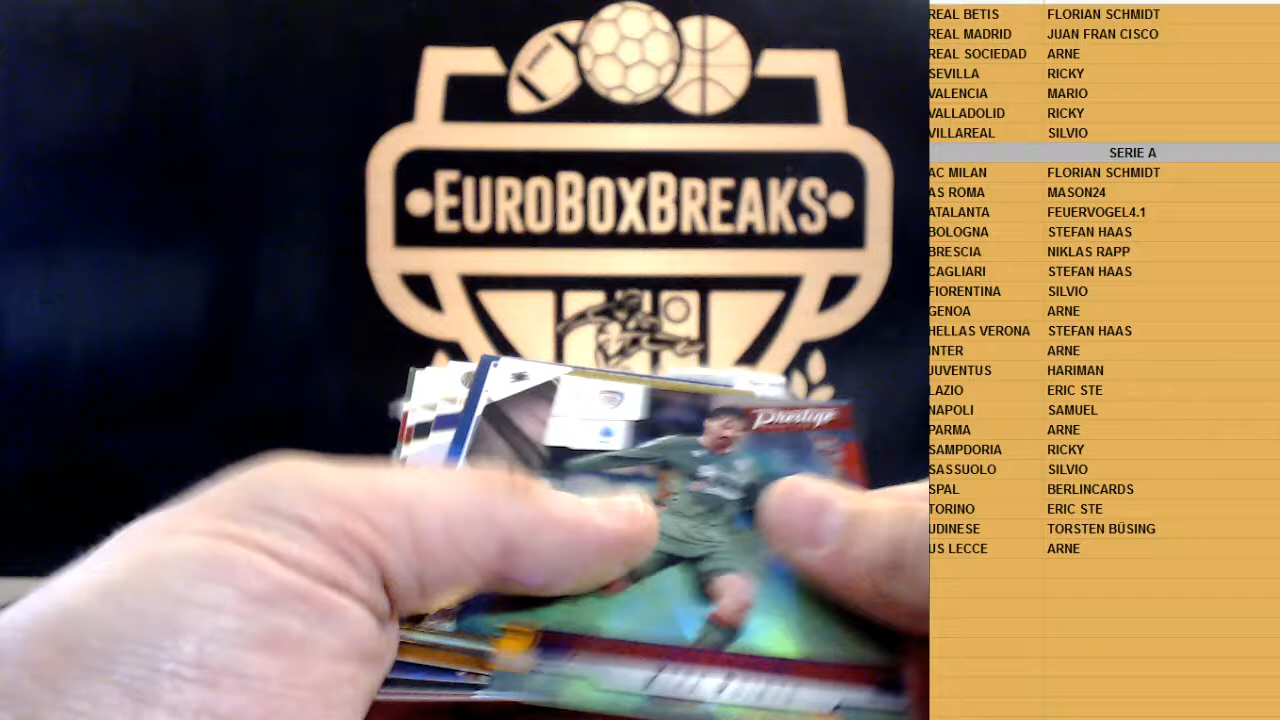 EUROBOXBREAKS
Prestige
REAL BETIS FLORIAN SCHMIDT
REAL MADRID JUAN FRAN CISCO
REAL SOCIEDAD ARNE
SEVILLA RICKY
VALENCIA MARIO
VALLADOLID RICKY
VILLAREAL SILVIO
SERIE A
AC MILAN FLORIAN SCHMIDT
AS ROMA MASON24
ATALANTA FEUERVOGEL4.1
BOLOGNA STEFAN HAAS
BRESCIA NIKLAS RAPP
CAGLIARI STEFAN HAAS
FIORENTINA SILVIO
GENOA ARNE
HELLAS VERONA STEFAN HAAS
INTER ARNE
JUVENTUS HARIMAN
LAZIO ERIC STE
NAPOLI SAMUEL
PARMA ARNE
SAMPDORIA RICKY
SASSUOLO SILVIO
SPAL BERLINCARDS
TORINO ERIC STE
UDINESE TORSTEN BÜSING
US LECCE ARNE